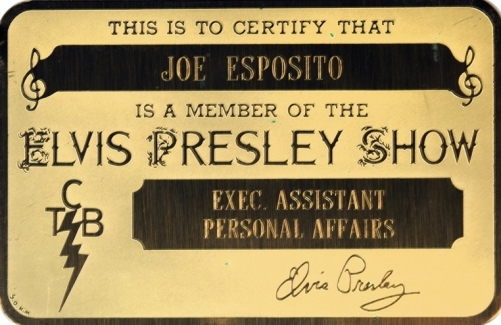 THIS IS TO CERTIFY THAT
JOE ESPOSITO
IS A MEMBER OF THE
ELVIS PRESLEY SHOW
TCB
EXEC. ASSISTANT
PERSONAL AFFAIRS
Elvis Presley